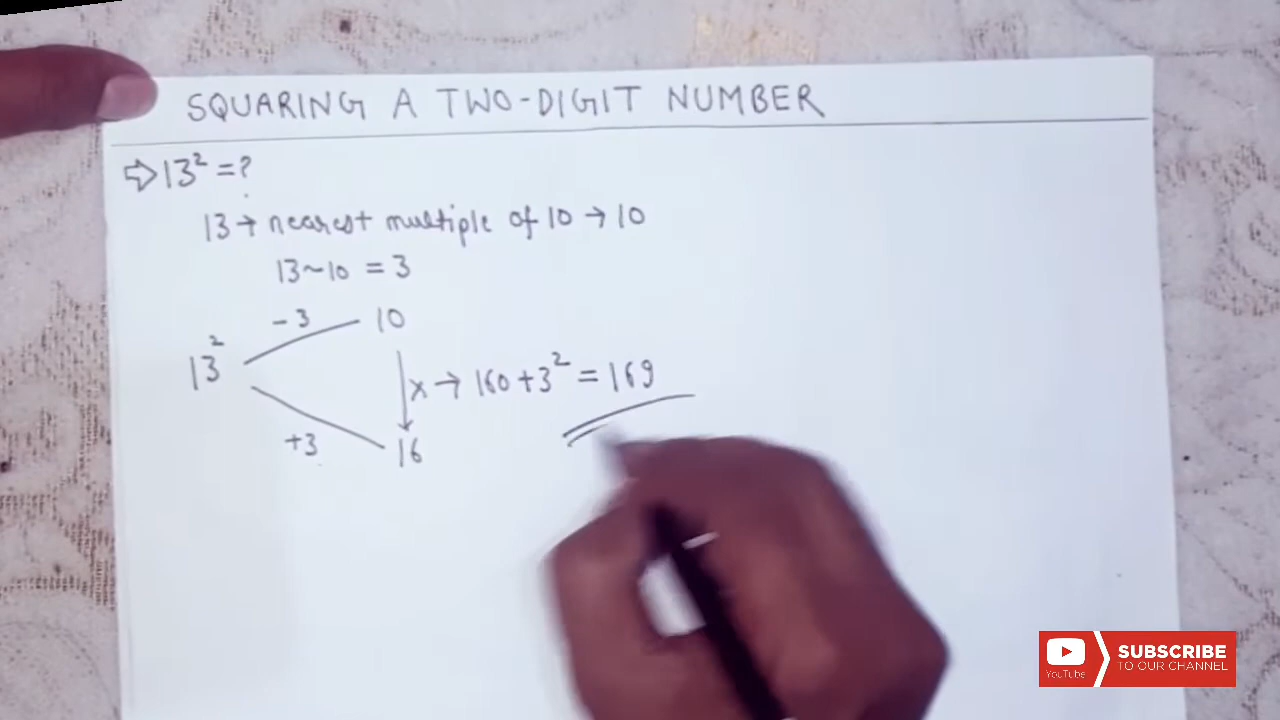 SQUARING A TWO-DIGIT NUMBER
⇨ 13² = ?
13 → nearest multiple of 10 → 10
13 ~ 10 = 3
-3 10
13²
x → 160 + 3² = 169
+3 16
YouTube
SUBSCRIBE
TO OUR CHANNEL